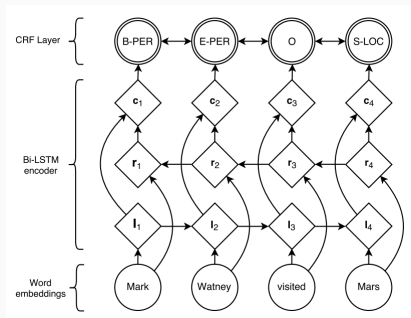 CRF Layer
B-PER E-PER O S-LOC
c1 c2 c3 c4
Bi-LSTM
encoder
r1 r2 r3 r4
l1 l2 l3 l4
Word
embeddings
Mark Watney visited Mars